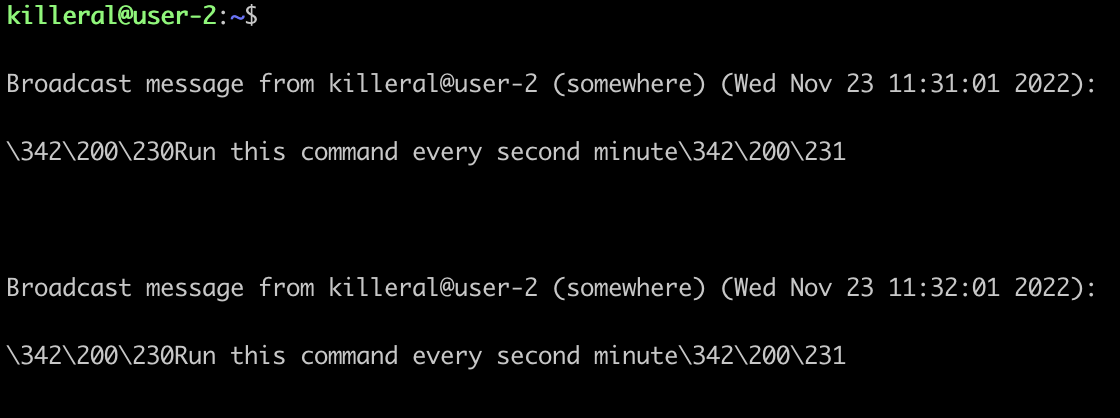 killeral@user-2:~$
Broadcast message from killeral@user-2 (somewhere) (Wed Nov 23 11:31:01 2022):
\342\200\230Run this command every second minute\342\200\231
Broadcast message from killeral@user-2 (somewhere) (Wed Nov 23 11:32:01 2022):
\342\200\230Run this command every second minute\342\200\231